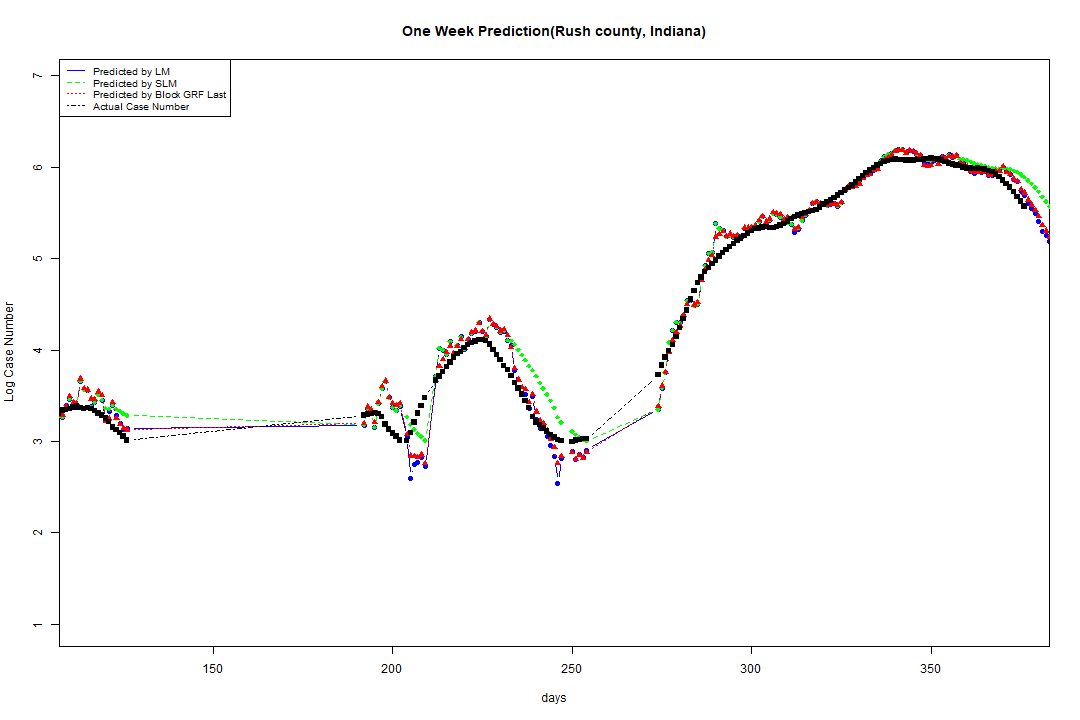 One Week Prediction(Rush county, Indiana)
Predicted by LM
Predicted by SLM
Predicted by Block GRF Last
Actual Case Number
7
6
5
4
3
2
1
Log Case Number
150 200 250 300 350
days